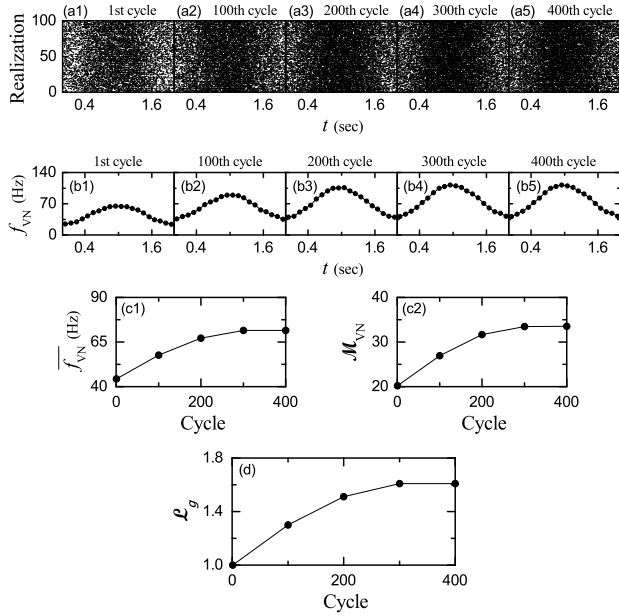 (a1) 1st cycle (a2) 100th cycle (a3) 200th cycle (a4) 300th cycle (a5) 400th cycle
100
50
0
Realization
0.4 1.6 0.4 1.6 0.4 1.6 0.4 1.6 0.4 1.6
t (sec)
1st cycle 100th cycle 200th cycle 300th cycle 400th cycle
140
70
0
f_VN (Hz)
(b1) (b2) (b3) (b4) (b5)
0.4 1.6 0.4 1.6 0.4 1.6 0.4 1.6 0.4 1.6
t (sec)
90
65
40
f_VN (Hz)
(c1)
0 200 400
Cycle
40
30
20
M_VN
(c2)
0 200 400
Cycle
1.8
1.4
1.0
L_g
(d)
0 200 400
Cycle